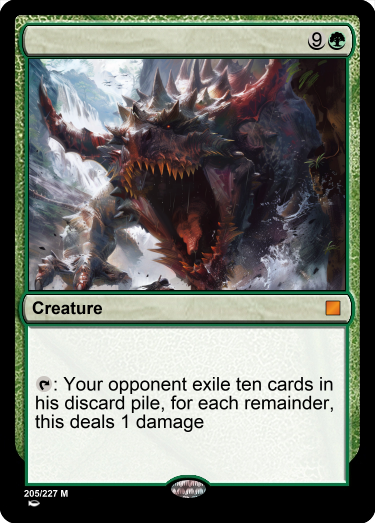 9
Creature
: Your opponent exile ten cards in
his discard pile, for each remainder,
this deals 1 damage
205/227 M